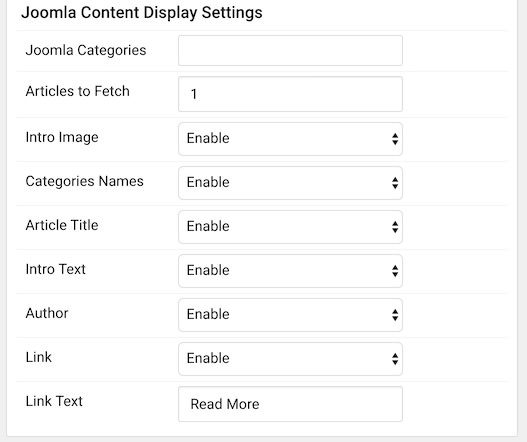 Joomla Content Display Settings
Joomla Categories
Articles to Fetch 1
Intro Image Enable
Categories Names Enable
Article Title Enable
Intro Text Enable
Author Enable
Link Enable
Link Text Read More